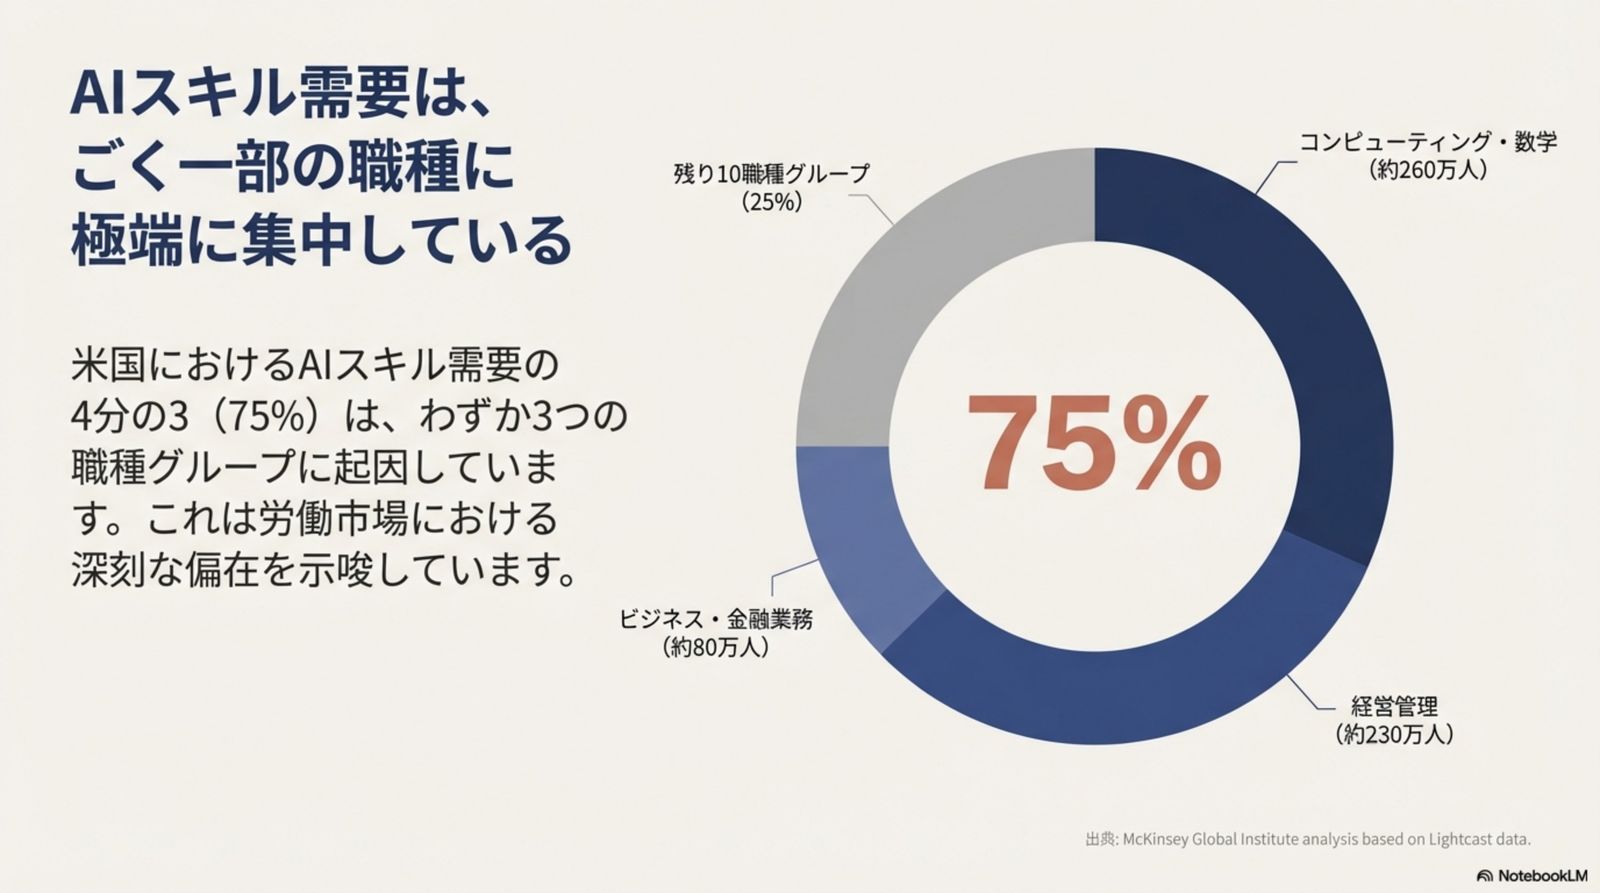 AIスキル需要は、
ごく一部の職種に
極端に集中している
米国におけるAIスキル需要の
4分の3（75%）は、わずか3つの
職種グループに起因していま
す。これは労働市場における
深刻な偏在を示唆しています。
残り10職種グループ
（25%）
コンピューティング・数学
（約260万人）
75%
ビジネス・金融業務
（約80万人）
経営管理
（約230万人）
出典: McKinsey Global Institute analysis based on Lightcast data.
NotebookLM